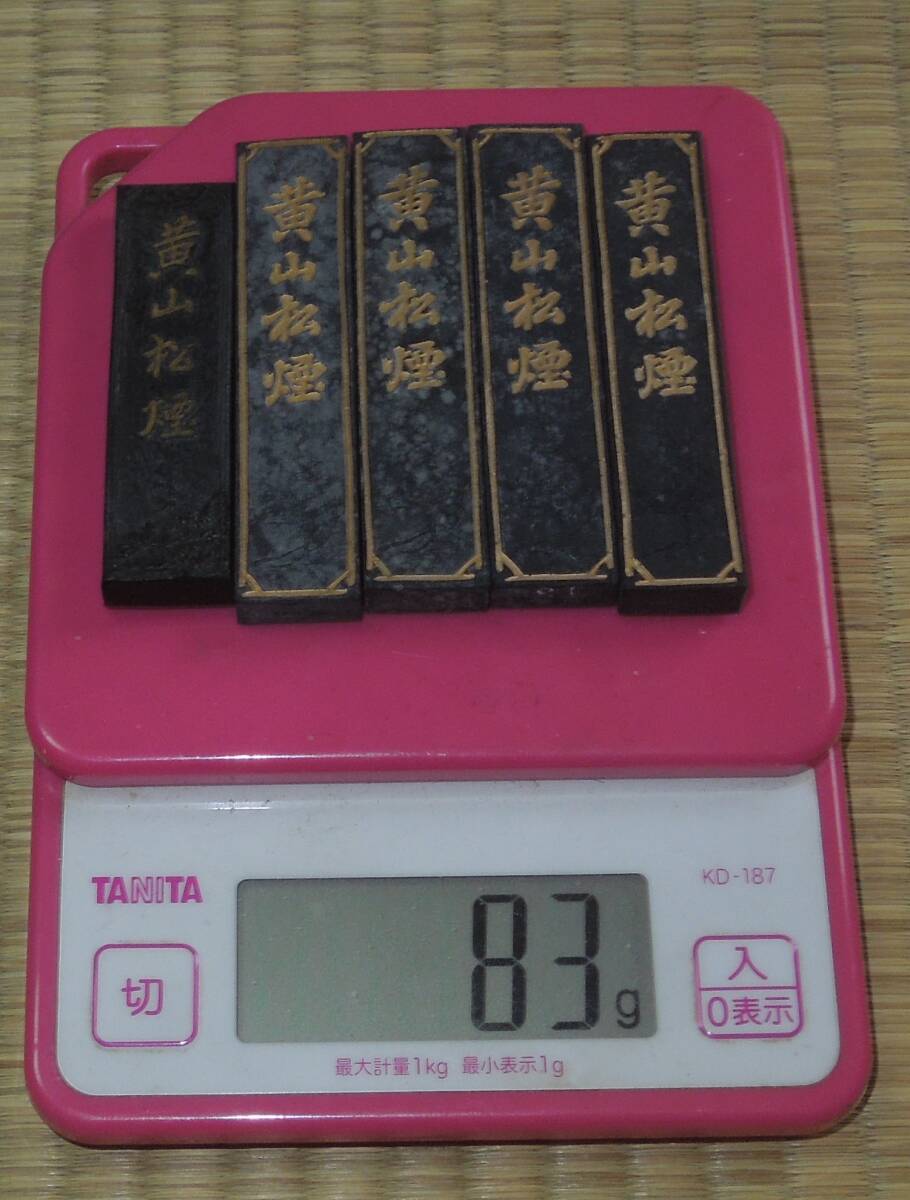 黄山松煙
黄山松煙
黄山松煙
黄山松煙
黄山松煙
TANITA
KD-187
切
83g
入
0表示
最大計量1kg 最小表示1g